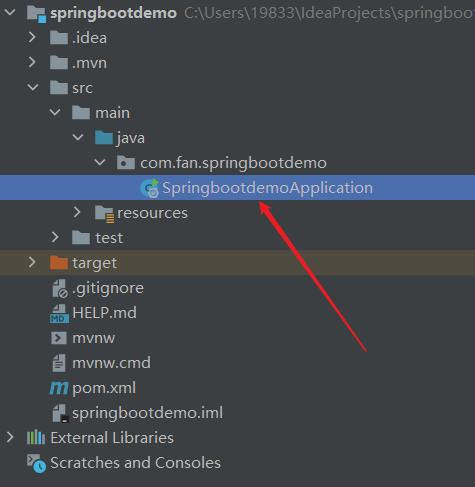 springbootdemo C:\Users\19833\IdeaProjects\springboot
.idea
.mvn
src
main
java
com.fan.springbootdemo
SpringbootdemoApplication
resources
test
target
.gitignore
HELP.md
mvnw
mvnw.cmd
pom.xml
springbootdemo.iml
External Libraries
Scratches and Consoles